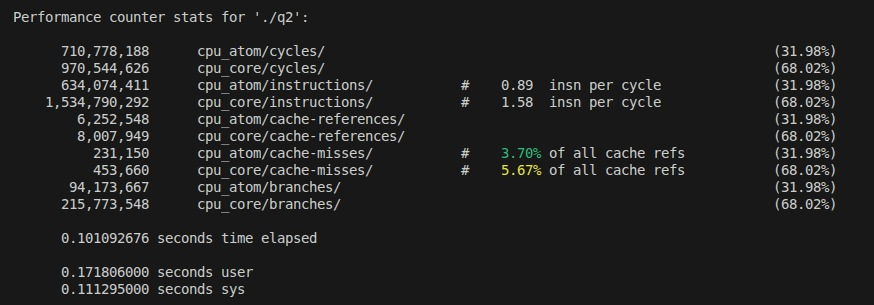 Performance counter stats for './q2':
710,778,188 cpu_atom/cycles/ (31.98%)
970,544,626 cpu_core/cycles/ (68.02%)
634,074,411 cpu_atom/instructions/ # 0.89 insn per cycle (31.98%)
1,534,790,292 cpu_core/instructions/ # 1.58 insn per cycle (68.02%)
6,252,548 cpu_atom/cache-references/ (31.98%)
8,007,949 cpu_core/cache-references/ (68.02%)
231,150 cpu_atom/cache-misses/ # 3.70% of all cache refs (31.98%)
453,660 cpu_core/cache-misses/ # 5.67% of all cache refs (68.02%)
94,173,667 cpu_atom/branches/ (31.98%)
215,773,548 cpu_core/branches/ (68.02%)
0.101092676 seconds time elapsed
0.171806000 seconds user
0.111295000 seconds sys